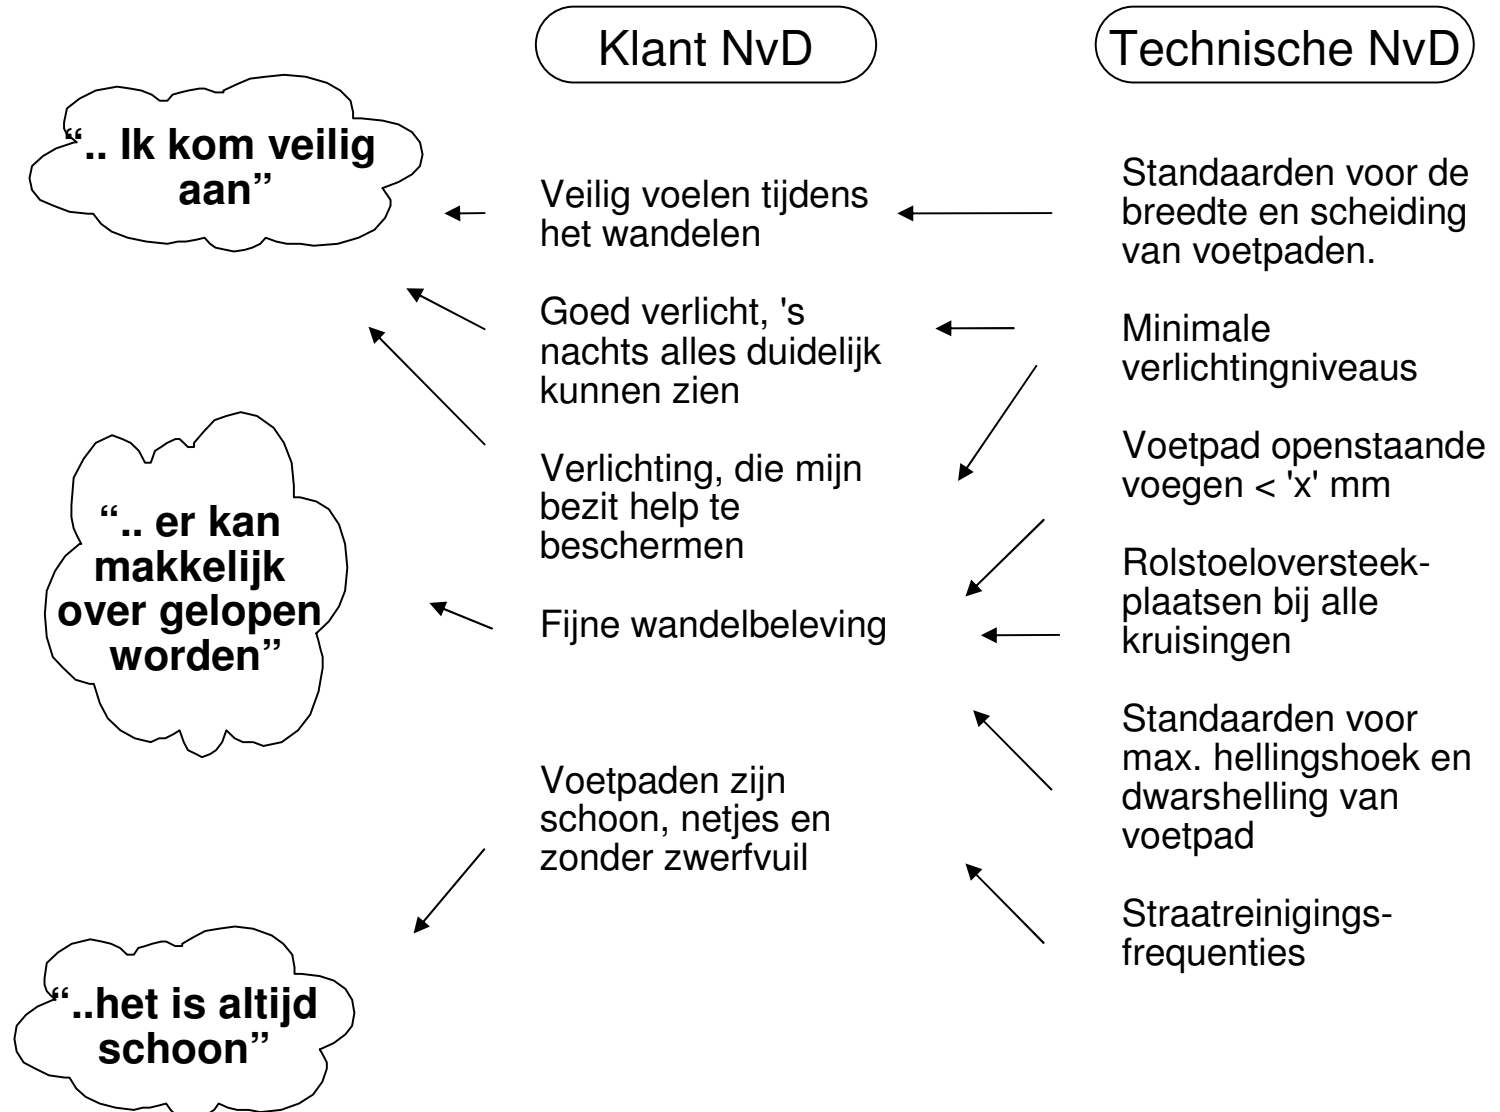 Klant NvD
Technische NvD
“.. Ik kom veilig
aan”
“.. er kan
makkelijk
over gelopen
worden”
“..het is altijd
schoon”
Veilig voelen tijdens
het wandelen
Goed verlicht, 's
nachts alles duidelijk
kunnen zien
Verlichting, die mijn
bezit help te
beschermen
Fijne wandelbeleving
Voetpaden zijn
schoon, netjes en
zonder zwerfvuil
Standaarden voor de
breedte en scheiding
van voetpaden.
Minimale
verlichtingniveaus
Voetpad openstaande
voegen < 'x' mm
Rolstoeloversteek-
plaatsen bij alle
kruisingen
Standaarden voor
max. hellingshoek en
dwarshelling van
voetpad
Straatreinigings-
frequenties